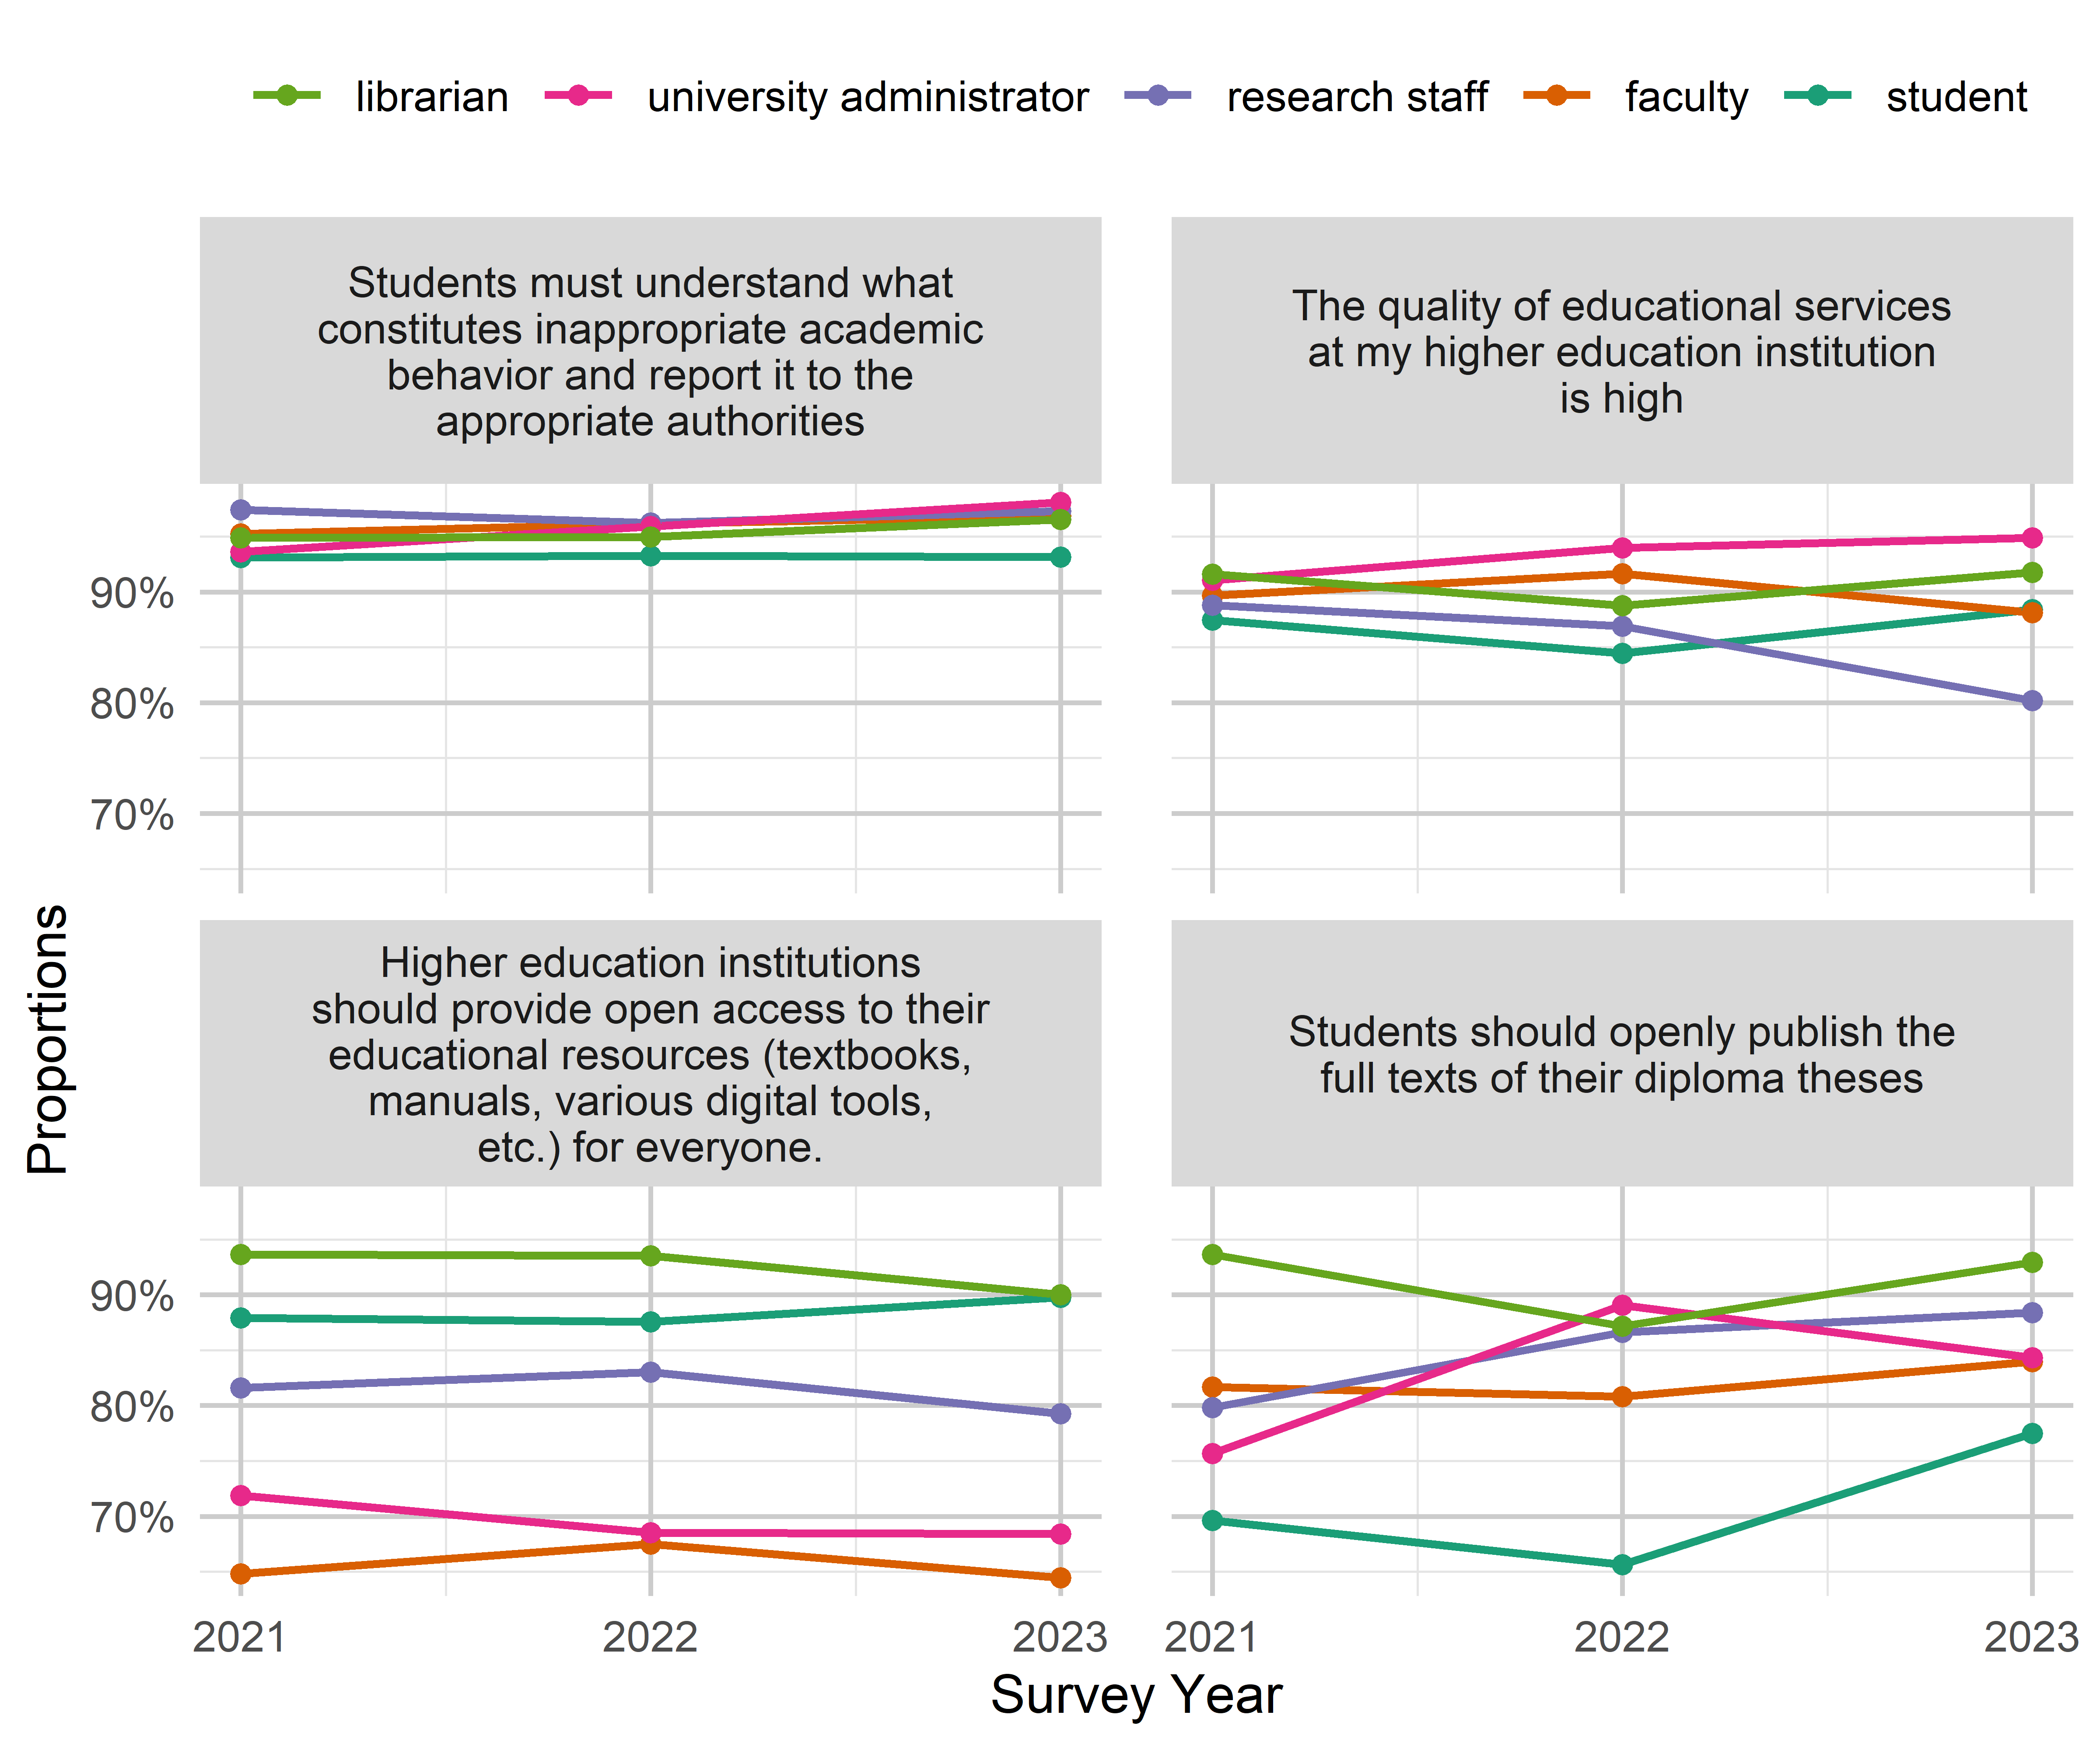 librarian university administrator research staff faculty student
Students must understand what
constitutes inappropriate academic
behavior and report it to the
appropriate authorities
The quality of educational services
at my higher education institution
is high
90%
80%
70%
Proportions
Higher education institutions
should provide open access to their
educational resources (textbooks,
manuals, various digital tools,
etc.) for everyone.
Students should openly publish the
full texts of their diploma theses
90%
80%
70%
2021 2022 2023 2021 2022 2023
Survey Year